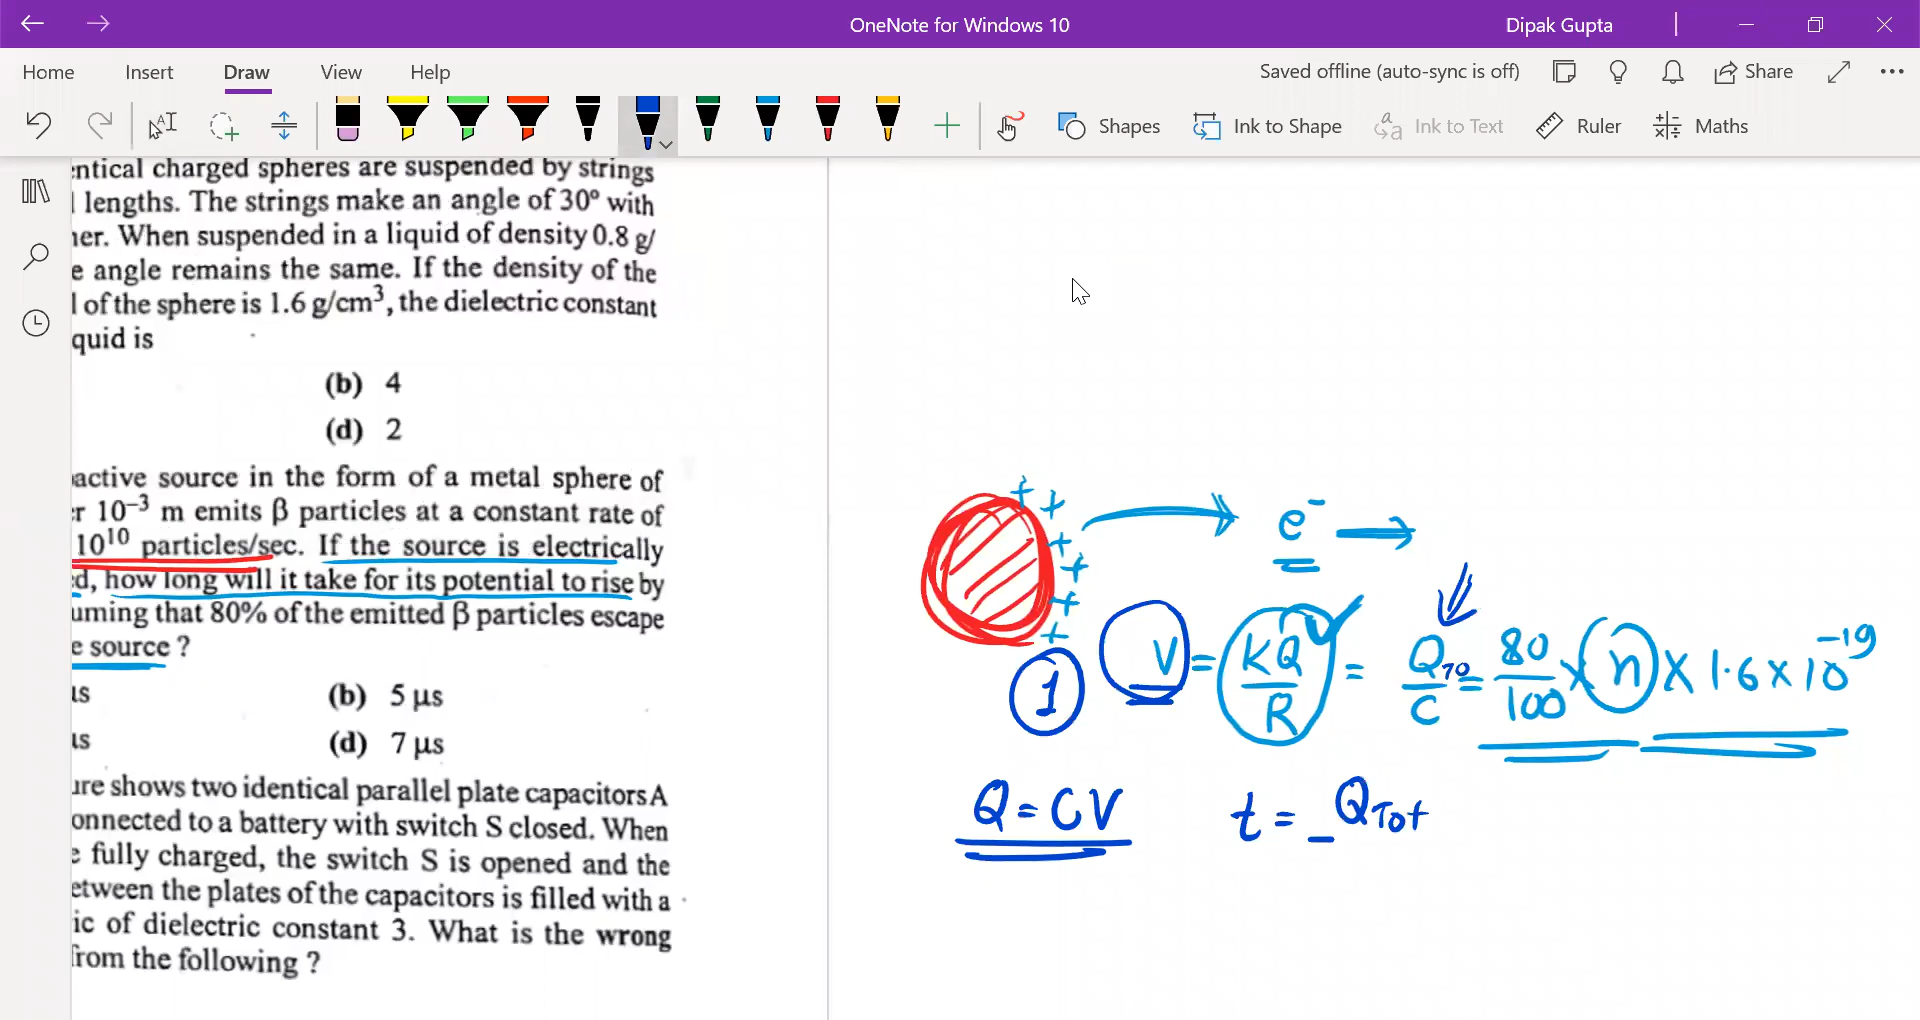 OneNote for Windows 10
Dipak Gupta
Home Insert Draw View Help
Saved offline (auto-sync is off) Share
Shapes Ink to Shape Ink to Text Ruler Maths
entical charged spheres are suspended by strings
l lengths. The strings make an angle of 30° with
her. When suspended in a liquid of density 0.8 g/
e angle remains the same. If the density of the
l of the sphere is 1.6 g/cm³, the dielectric constant
quid is
(b) 4
(d) 2
active source in the form of a metal sphere of
r 10⁻³ m emits β particles at a constant rate of
10¹⁰ particles/sec. If the source is electrically
d, how long will it take for its potential to rise by
uming that 80% of the emitted β particles escape
e source ?
us (b) 5 μs
us (d) 7 μs
ure shows two identical parallel plate capacitors A
onnected to a battery with switch S closed. When
e fully charged, the switch S is opened and the
etween the plates of the capacitors is filled with a
ic of dielectric constant 3. What is the wrong
from the following ?
+ + + + + +
e⁻
1 V = KQ/R = Q/C
Q To = 80/100 × n × 1.6 × 10⁻¹⁹
Q = CV t = Q Tot